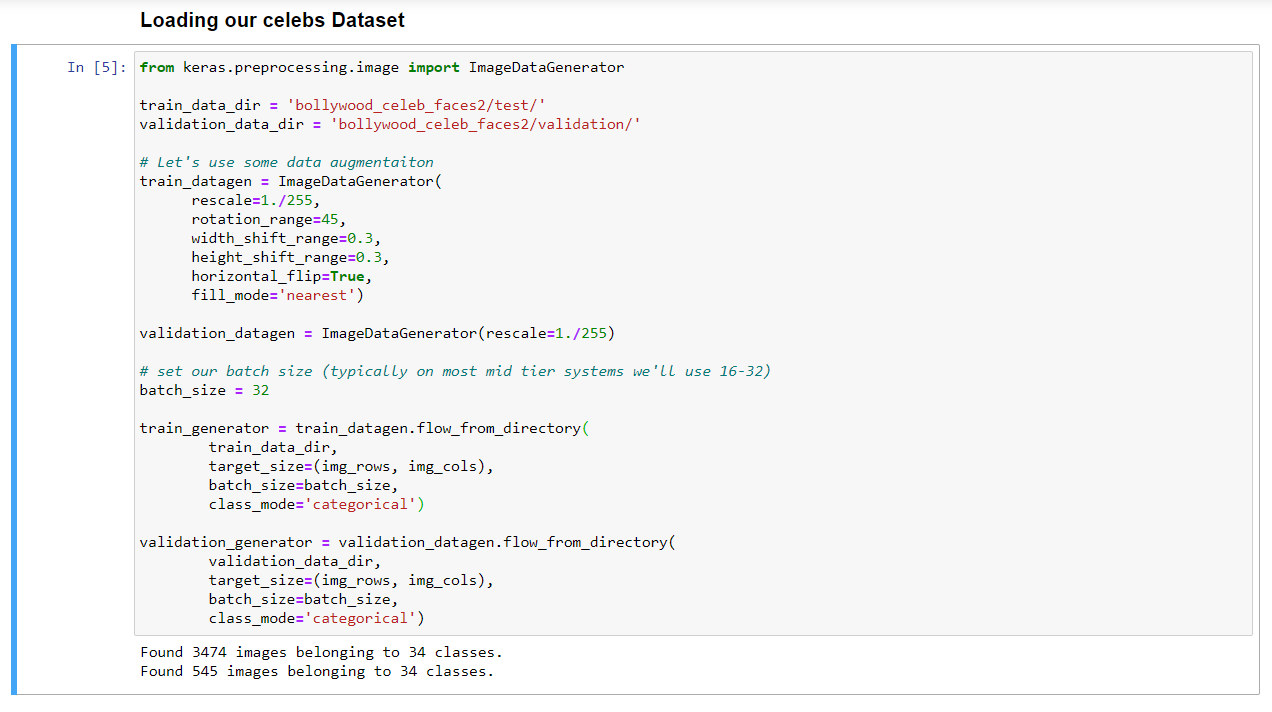 Loading our celebs Dataset
In [5]: from keras.preprocessing.image import ImageDataGenerator
train_data_dir = 'bollywood_celeb_faces2/test/'
validation_data_dir = 'bollywood_celeb_faces2/validation/'
# Let's use some data augmentaiton
train_datagen = ImageDataGenerator(
rescale=1./255,
rotation_range=45,
width_shift_range=0.3,
height_shift_range=0.3,
horizontal_flip=True,
fill_mode='nearest')
validation_datagen = ImageDataGenerator(rescale=1./255)
# set our batch size (typically on most mid tier systems we'll use 16-32)
batch_size = 32
train_generator = train_datagen.flow_from_directory(
train_data_dir,
target_size=(img_rows, img_cols),
batch_size=batch_size,
class_mode='categorical')
validation_generator = validation_datagen.flow_from_directory(
validation_data_dir,
target_size=(img_rows, img_cols),
batch_size=batch_size,
class_mode='categorical')
Found 3474 images belonging to 34 classes.
Found 545 images belonging to 34 classes.